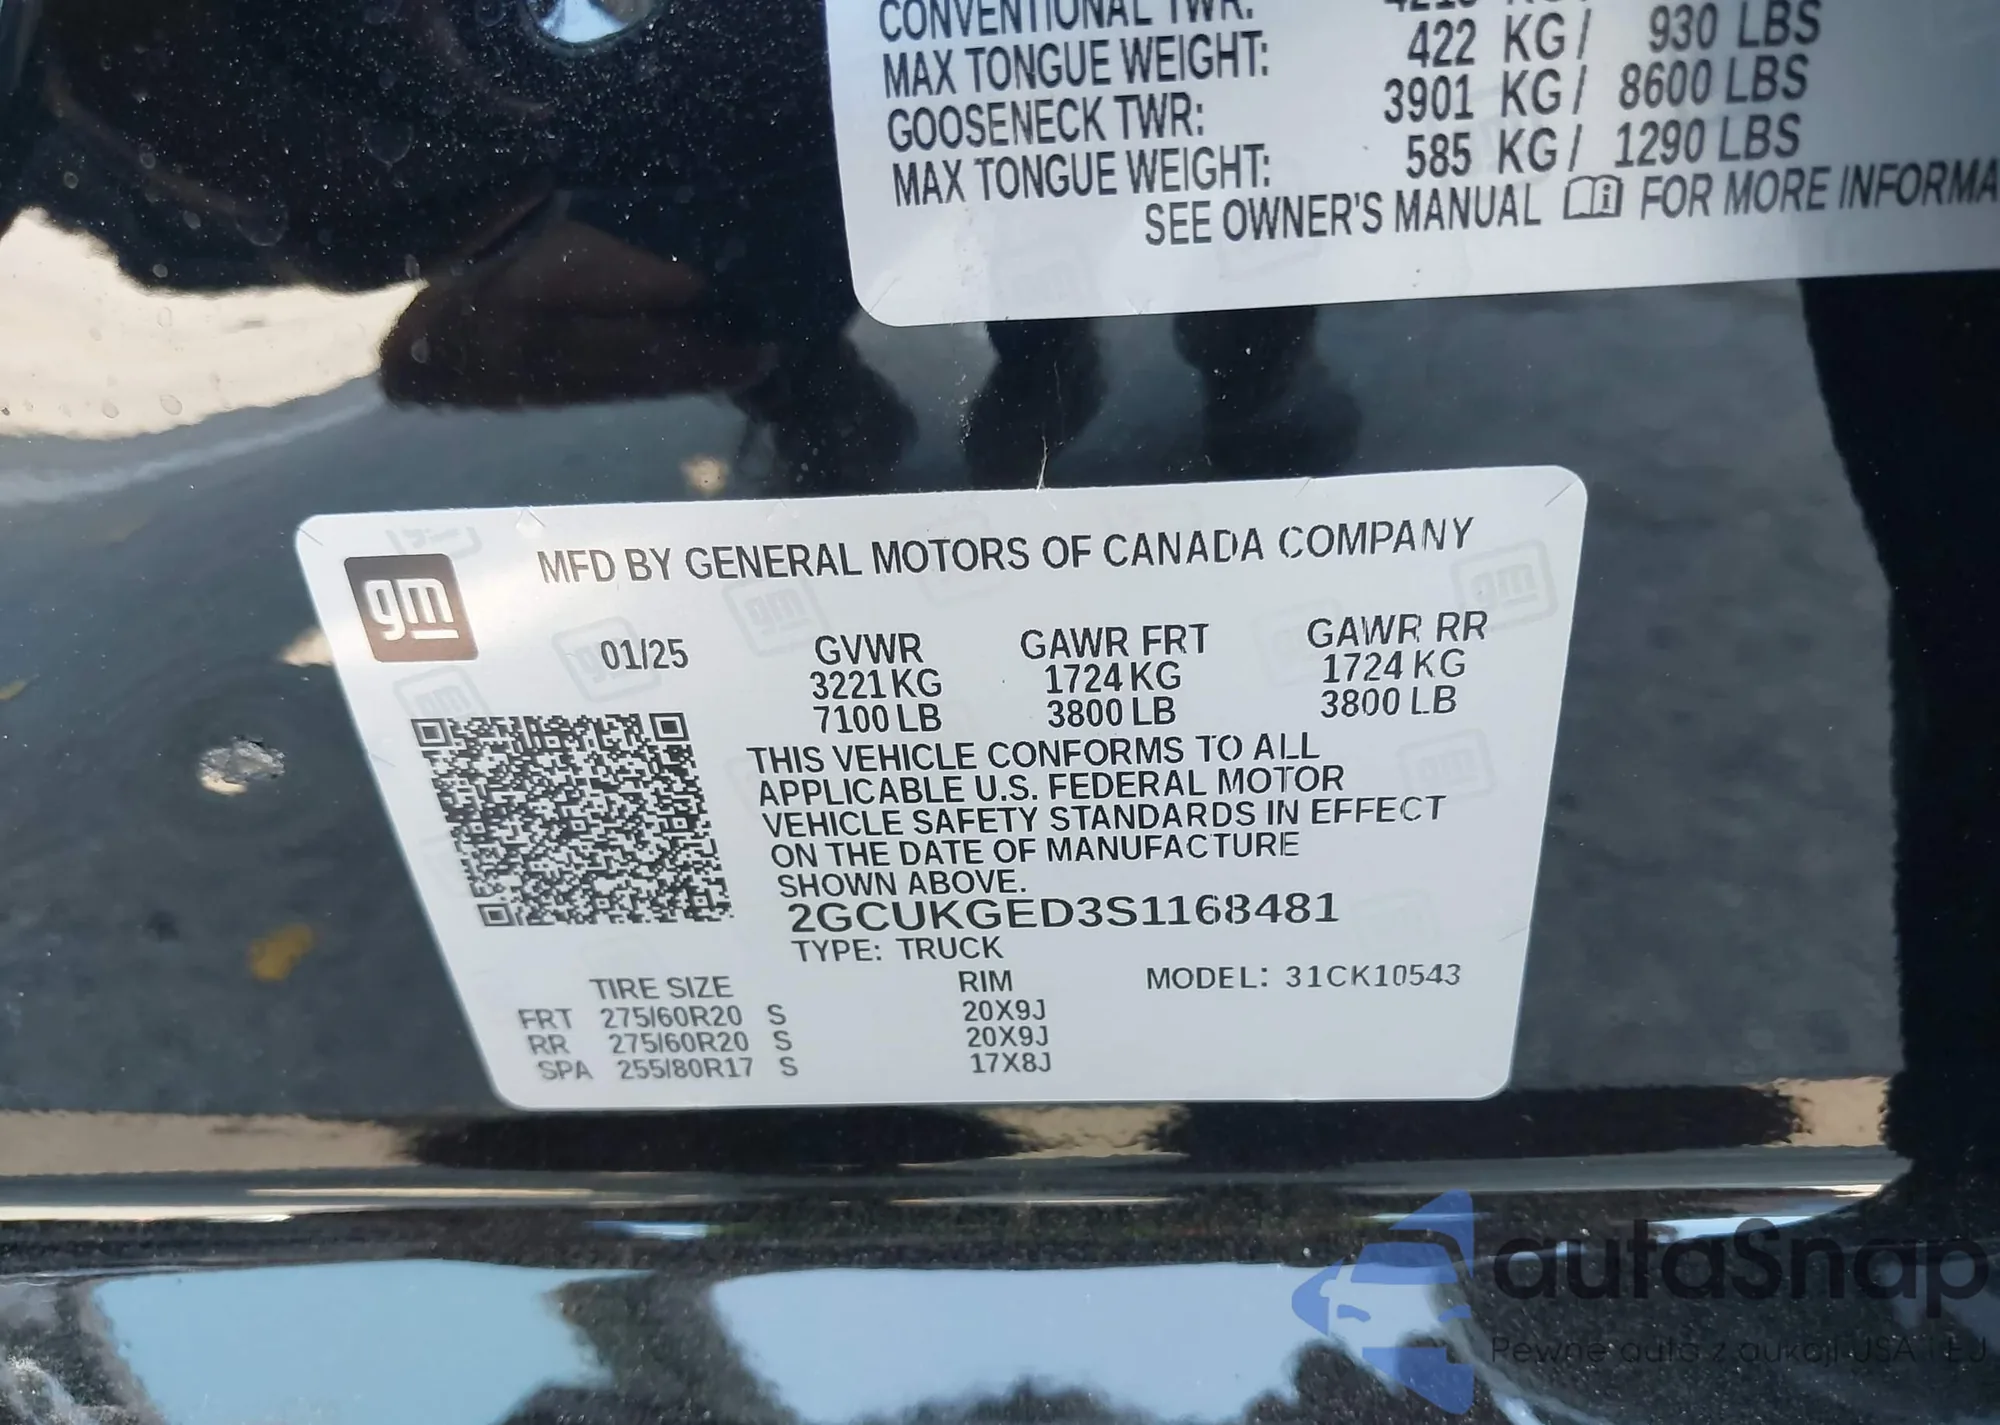 CONVENTIONAL TWR:
MAX TONGUE WEIGHT: 422 KG/ 930 LBS
GOOSENECK TWR: 3901 KG/ 8600 LBS
MAX TONGUE WEIGHT: 585 KG/ 1290 LBS
SEE OWNER'S MANUAL FOR MORE INFORMA
gm
MFD BY GENERAL MOTORS OF CANADA COMPANY
01/25 GVWR GAWR FRT GAWR RR
3221 KG 1724 KG 1724 KG
7100 LB 3800 LB 3800 LB
THIS VEHICLE CONFORMS TO ALL
APPLICABLE U.S. FEDERAL MOTOR
VEHICLE SAFETY STANDARDS IN EFFECT
ON THE DATE OF MANUFACTURE
SHOWN ABOVE.
2GCUKGED3S1168481
TYPE: TRUCK
TIRE SIZE RIM MODEL: 31CK10543
FRT 275/60R20 S 20X9J
RR 275/60R20 S 20X9J
SPA 255/80R17 S 17X8J
autaSnap
Pewne auta z aukcji USA i EU